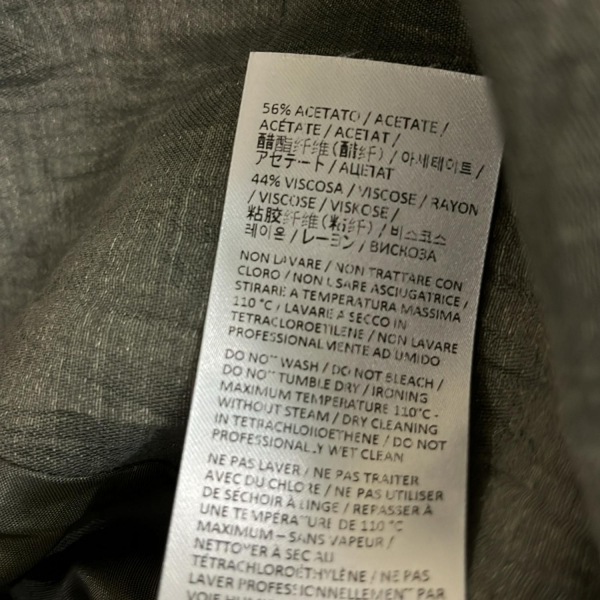 56% ACETATO / ACETATE /
ACÉTATE / ACETAT /
醋酯纤维(醋纤) / 아세테이트 /
アセテート / АЦЕТАТ
44% VISCOSA / VISCOSE / RAYON
/ VISCOSE / VISKOSE /
粘胶纤维(粘纤) / 비스코스
레이온 / レーヨン / ВИСКОЗА
NON LAVARE / NON TRATTARE CON
CLORO / NON USARE ASCIUGATRICE /
STIRARE A TEMPERATURA MASSIMA
110 °C / LAVARE A SECCO IN
TETRACLOROETILENE / NON LAVARE
PROFESSIONALMENTE AD UMIDO
DO NOT WASH / DO NOT BLEACH /
DO NOT TUMBLE DRY / IRONING
MAXIMUM TEMPERATURE 110°C -
WITHOUT STEAM / DRY CLEANING
IN TETRACHLOROETHENE / DO NOT
PROFESSIONALLY WET CLEAN
NE PAS LAVER / NE PAS TRAITER
AVEC DU CHLORE / NE PAS UTILISER
DE SÉCHOIR À LINGE / REPASSER À
UNE TEMPÉRATURE DE 110 °C
MAXIMUM – SANS VAPEUR /
NETTOYER À SEC AU
TÉTRACHLOROÉTHYLÈNE / NE PAS
LAVER PROFESSIONNELLEMENT PAR
VOIE